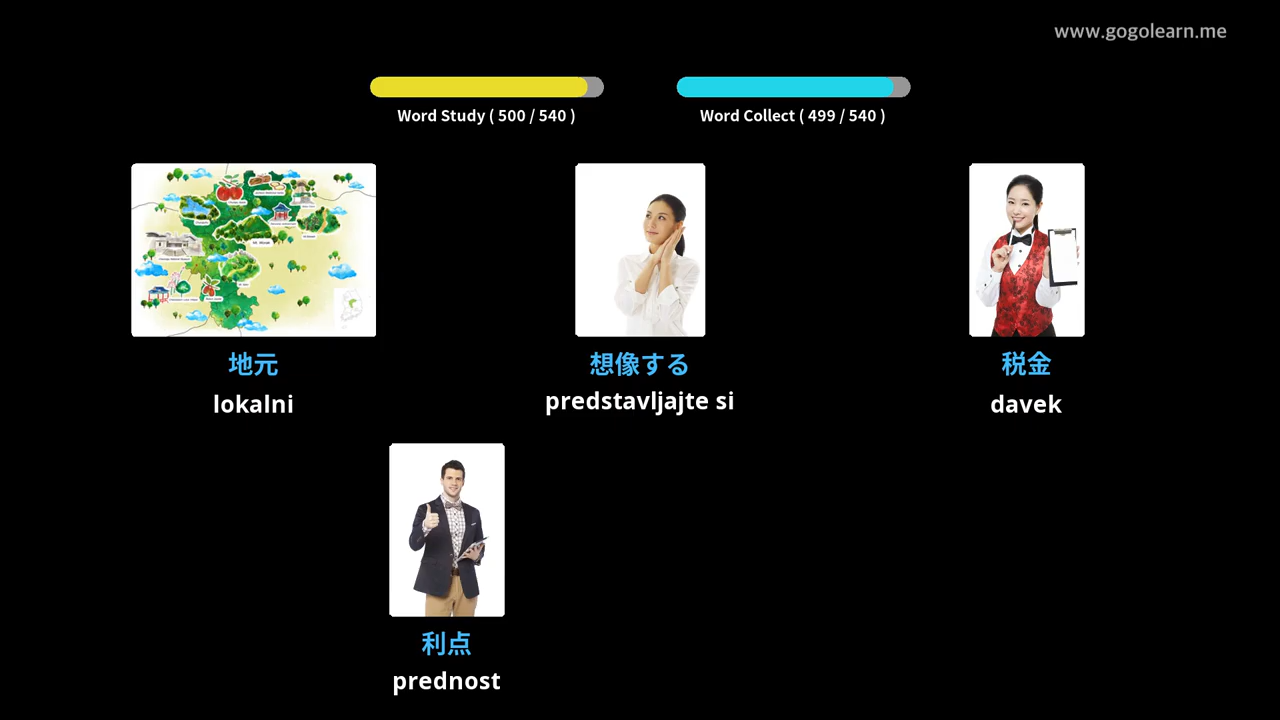 www.gogolearn.me
Word Study ( 500 / 540 )
Word Collect ( 499 / 540 )
地元
lokalni
想像する
predstavljajte si
税金
davek
利点
prednost